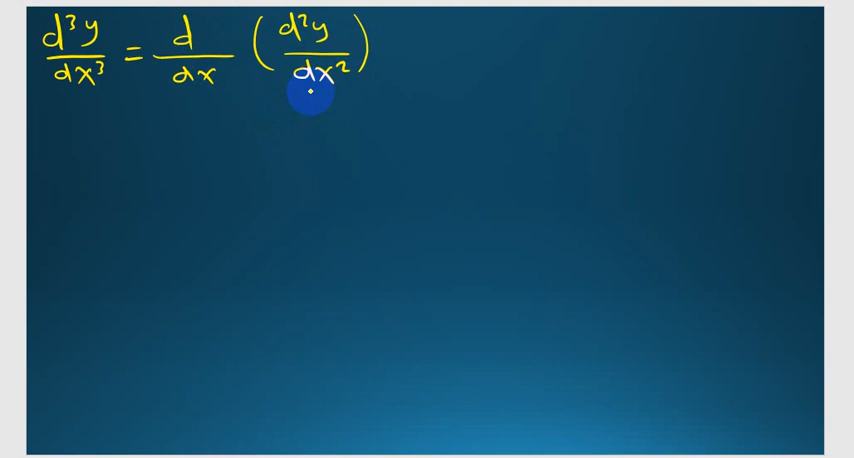 d³y/dx³ = d/dx (d²y/dx²)